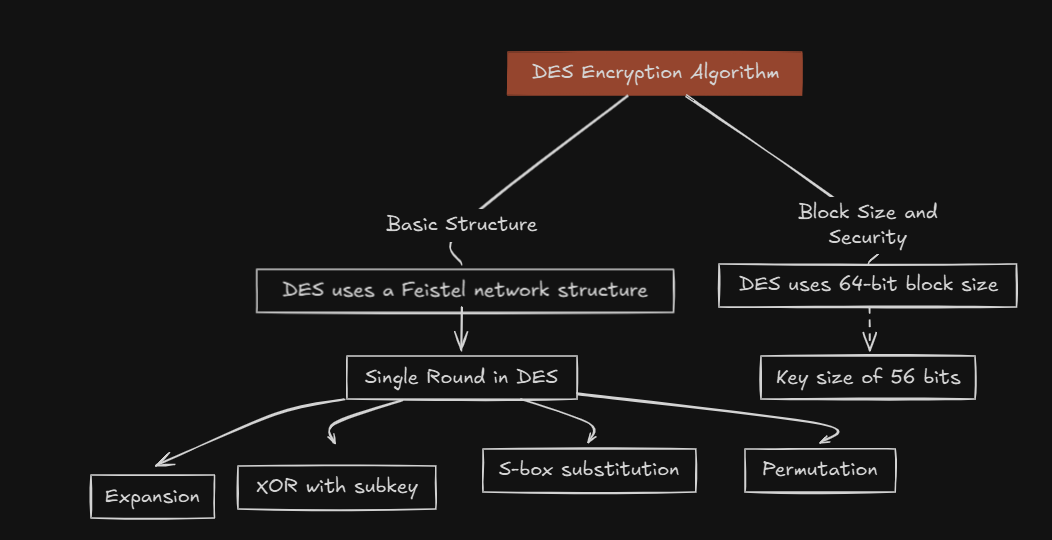 DES Encryption Algorithm
Basic Structure
Block Size and
Security
DES uses a Feistel network structure
DES uses 64-bit block size
Single Round in DES
Key size of 56 bits
Expansion
XOR with subkey
S-box substitution
Permutation